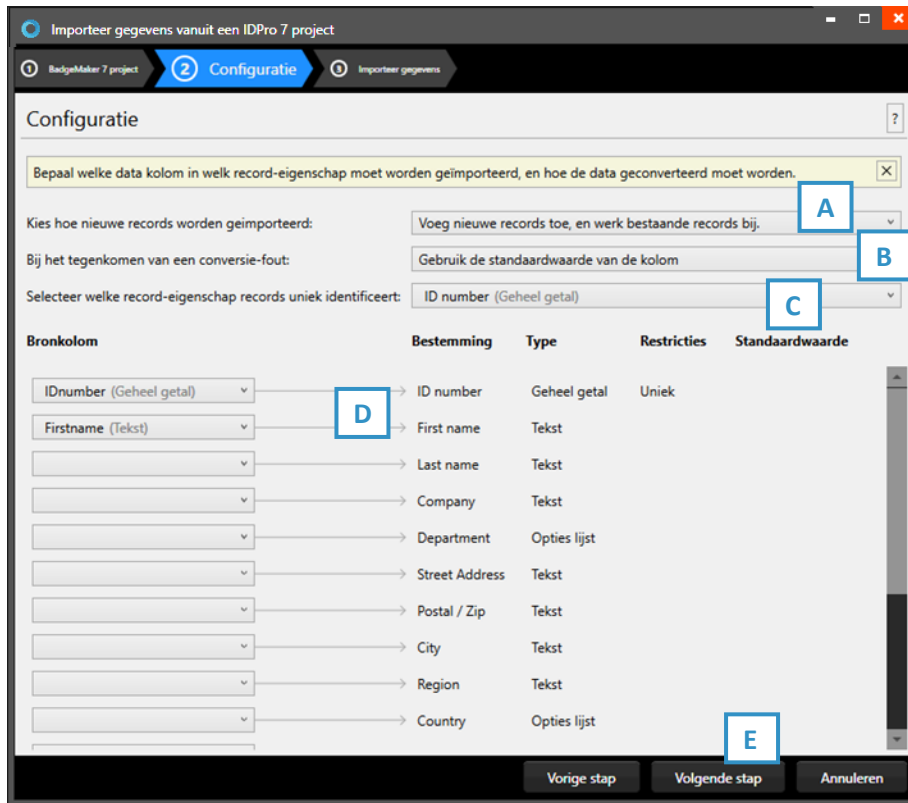 Importeer gegevens vanuit een IDPro 7 project
1 BadgeMaker 7 project 2 Configuratie 3 Importeer gegevens
Configuratie ?
Bepaal welke data kolom in welk record-eigenschap moet worden geïmporteerd, en hoe de data geconverteerd moet worden.
A
Kies hoe nieuwe records worden geimporteerd: Voeg nieuwe records toe, en werk bestaande records bij.
B
Bij het tegenkomen van een conversie-fout: Gebruik de standaardwaarde van de kolom
Selecteer welke record-eigenschap records uniek identificeert: ID number (Geheel getal)
C
Bronkolom Bestemming Type Restricties Standaardwaarde
IDnumber (Geheel getal) ID number Geheel getal Uniek
D
Firstname (Tekst) First name Tekst
Last name Tekst
Company Tekst
Department Opties lijst
Street Address Tekst
Postal / Zip Tekst
City Tekst
Region Tekst
Country Opties lijst
E
Vorige stap Volgende stap Annuleren